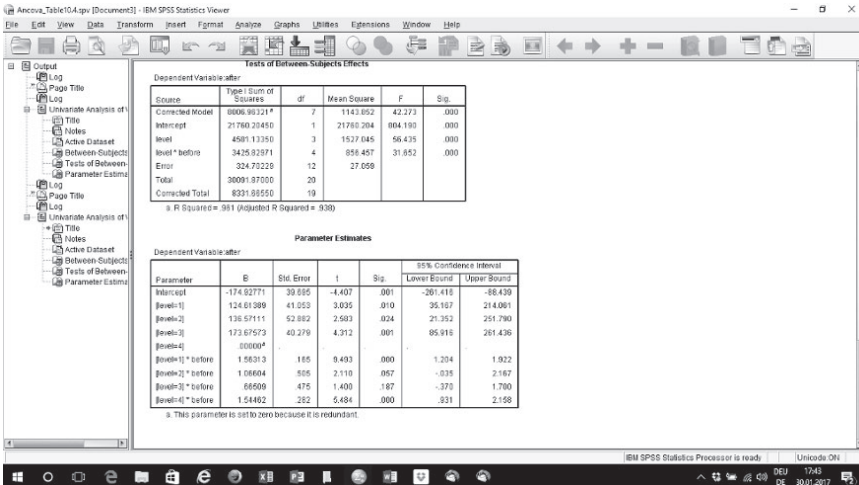 Ancova_Table10.4.spv [Document3] - IBM SPSS Statistics Viewer
File Edit View Data Transform Insert Format Analyze Graphs Utilities Extensions Window Help
Output
Log
Page Title
Log
Univariate Analysis of V
Title
Notes
Active Dataset
Between-Subjects
Tests of Between-
Parameter Estima
Log
Page Title
Log
Univariate Analysis of V
Title
Notes
Active Dataset
Between-Subjects
Tests of Between-
Parameter Estima
Tests of Between-Subjects Effects
Dependent Variable:after
Source Type I Sum of Squares df Mean Square F Sig.
Corrected Model 8006.96321ª 7 1143.852 42.273 .000
Intercept 21760.20450 1 21760.204 804.190 .000
level 4581.13350 3 1527.045 56.435 .000
level * before 3425.82971 4 856.457 31.652 .000
Error 324.70229 12 27.059
Total 30091.87000 20
Corrected Total 8331.66550 19
a. R Squared = .961 (Adjusted R Squared = .938)
Parameter Estimates
Dependent Variable:after
95% Confidence Interval
Parameter B Std. Error t Sig. Lower Bound Upper Bound
Intercept -174.92771 39.695 -4,407 .001 -261.416 -88.439
[level=1] 124.61389 41.053 3.035 .010 35.167 214.061
[level=2] 136.57111 52.882 2.583 .024 21.352 251.790
[level=3] 173.67573 40.279 4.312 .001 85.916 261.436
[level=4] .00000ª . . . . .
[level=1] * before 1.56313 .165 9.493 .000 1.204 1.922
[level=2] * before 1.06604 .505 2.110 .057 -.035 2.167
[level=3] * before .66509 .475 1.400 .187 -.370 1.700
[level=4] * before 1.54462 .282 5.484 .000 .931 2.158
a. This parameter is set to zero because it is redundant.
IBM SPSS Statistics Processor is ready Unicode:ON
DEU 17:43
DE 30.01.2017